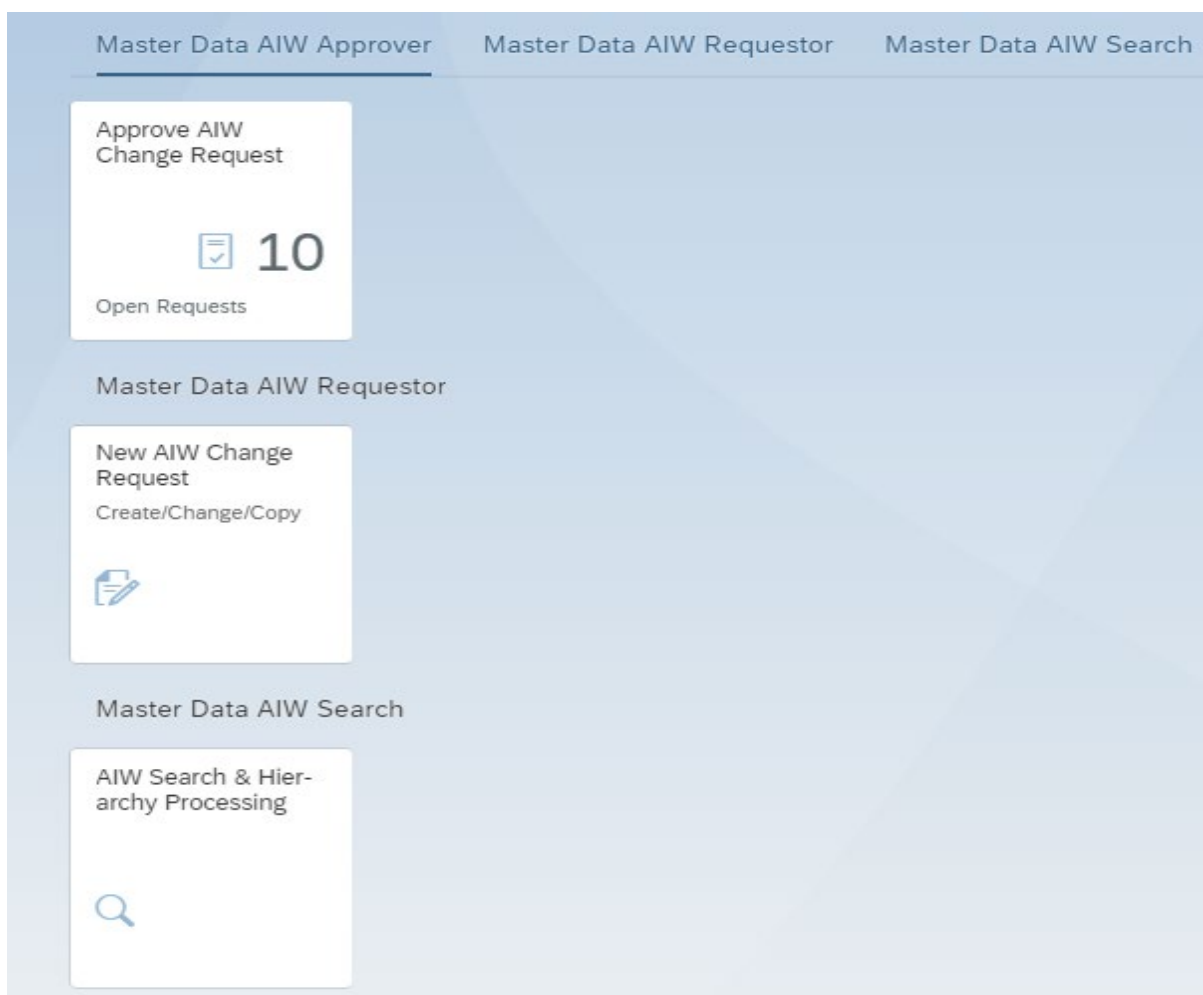 Master Data AIW Approver Master Data AIW Requestor Master Data AIW Search
Approve AIW
Change Request
10
Open Requests
Master Data AIW Requestor
New AIW Change
Request
Create/Change/Copy
Master Data AIW Search
AIW Search & Hier-
archy Processing